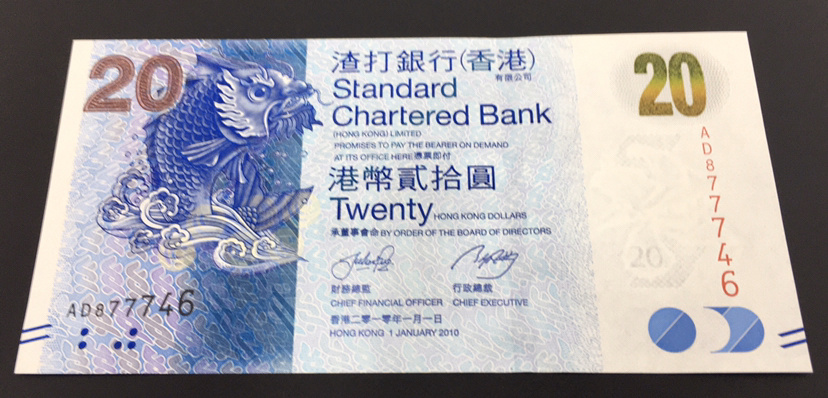 20
渣打銀行(香港)
有限公司
Standard
Chartered Bank
(HONG KONG) LIMITED
PROMISES TO PAY THE BEARER ON DEMAND
AT ITS OFFICE HERE 憑票即付
港幣貳拾圓
Twenty HONG KONG DOLLARS
承董事會命 BY ORDER OF THE BOARD OF DIRECTORS
財務總監 行政總裁
CHIEF FINANCIAL OFFICER CHIEF EXECUTIVE
香港二零一零年一月一日
HONG KONG 1 JANUARY 2010
AD877746
20
AD877746
20